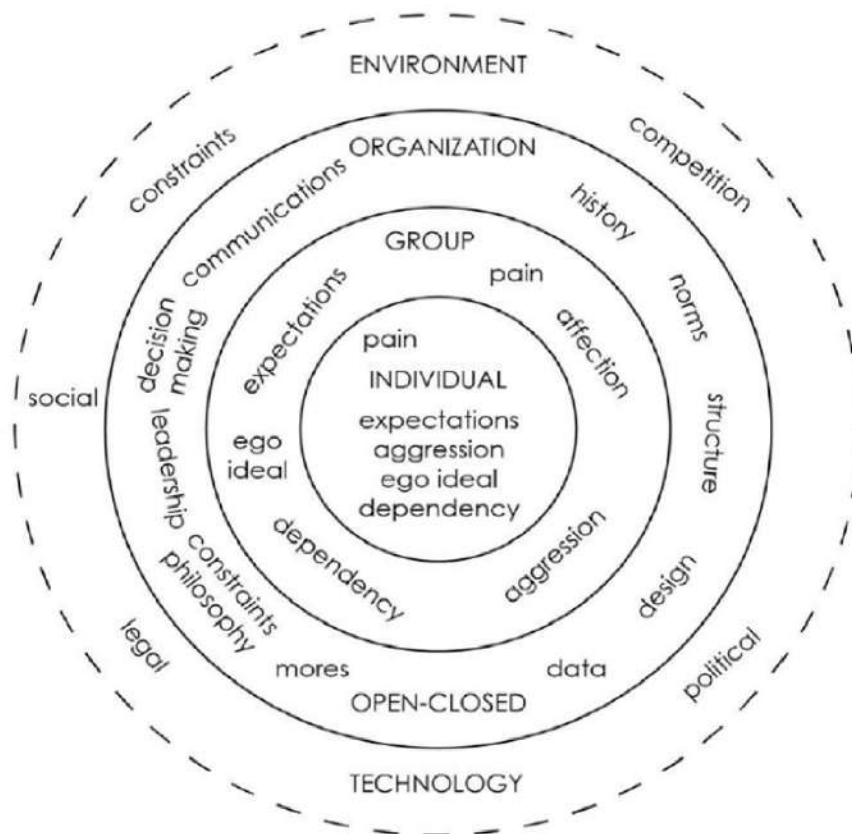 ENVIRONMENT
constraints
competition
social
legal
political
TECHNOLOGY
ORGANIZATION
communications
history
decision
making
norms
leadership
structure
constraints
philosophy
design
mores
data
OPEN-CLOSED
GROUP
expectations
pain
affection
ego
ideal
dependency
aggression
pain
INDIVIDUAL
expectations
aggression
ego ideal
dependency